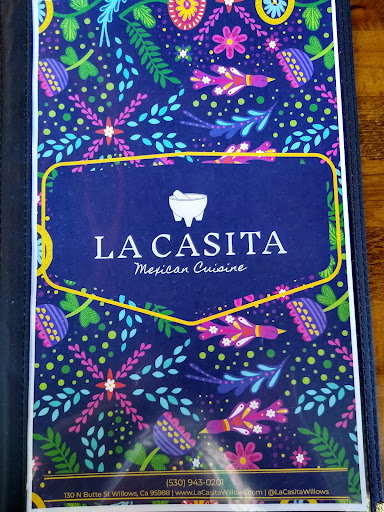 LA CASITA
Mexican Cuisine
(530) 943-0201
130 N Butte St Willows, Ca 95988 | www.LaCasitaWillows.com | @LaCasitaWillows